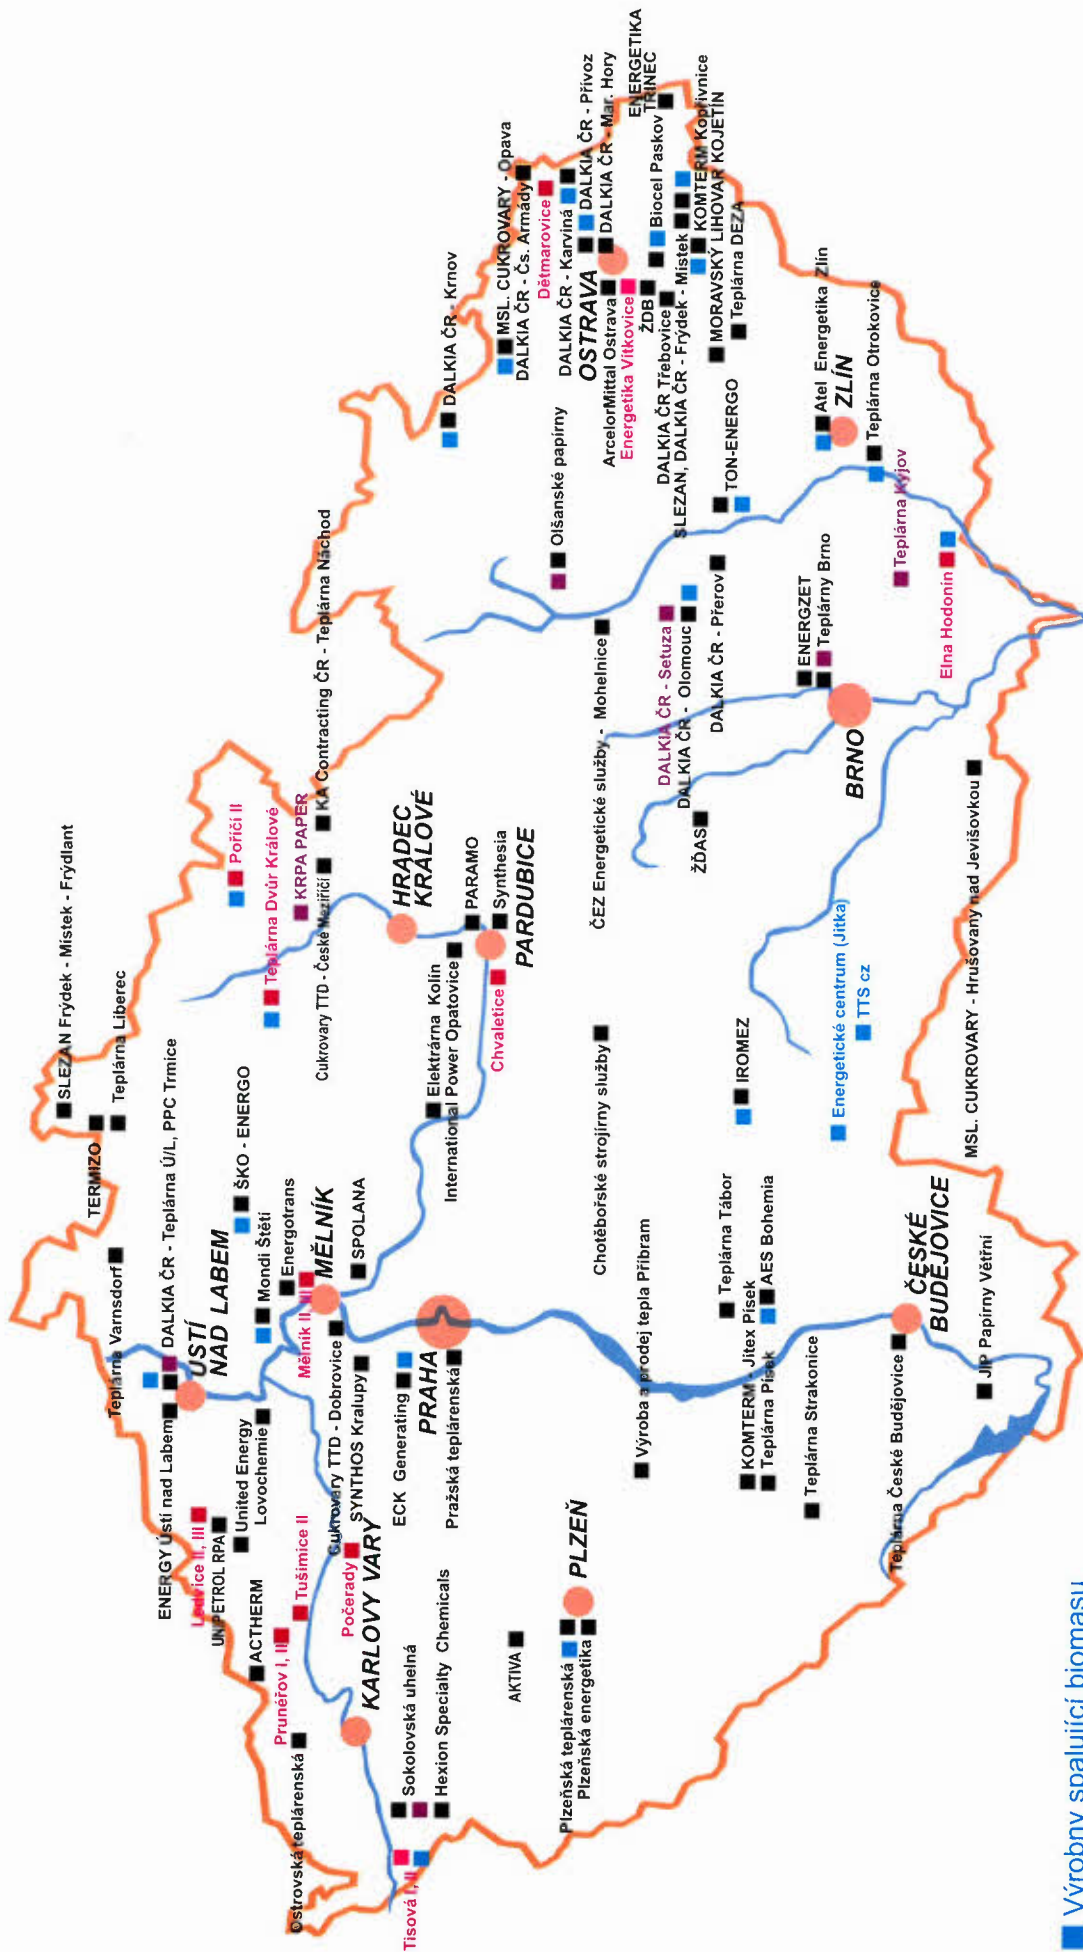 SLEZAN Frýdek - Místek - Frýdlant
TERMIZO
Teplárna Liberec
Teplárna Varnsdorf
DALKIA ČR - Teplárna Ú/L, PPC Trmice
ENERGY Ústí nad Labem
ÚSTÍ
NAD LABEM
Ledvice II, III
UNIPETROL RPA
United Energy
Lovochemie
ŠKO - ENERGO
Mondi Štětí
Energotrans
MĚLNÍK
Mělník II, III
SPOLANA
ACTHERM
Prunéřov I, II
Tušimice II
Ostrovská teplárenská
Počerady
Cukrovary TTD - Dobrovice
SYNTHOS Kralupy
KARLOVY VARY
Sokolovská uhelná
Hexion Specialty Chemicals
Tisová I, II
ECK Generating
PRAHA
Pražská teplárenská
Poříčí II
Teplárna Dvůr Králové
KRPA PAPER
KA Contracting ČR - Teplárna Náchod
Cukrovary TTD - České Meziříčí
HRADEC
KRÁLOVÉ
PARAMO
Synthesia
PARDUBICE
Elektrárna Kolín
International Power Opatovice
Chvaletice
AKTIVA
Plzeňská teplárenská
Plzeňská energetika
PLZEŇ
Chotěbořské strojírny služby
Výroba a prodej tepla Příbram
IROMEZ
Teplárna Tábor
KOMTERM - Jitex Písek
Teplárna Písek
AES Bohemia
Teplárna Strakonice
Teplárna České Budějovice
ČESKÉ
BUDĚJOVICE
JIP Papírny Větřní
Energetické centrum (Jitka)
TTS cz
MSL. CUKROVARY - Hrušovany nad Jevišovkou
DALKIA ČR - Krnov
MSL. CUKROVARY - Opava
DALKIA ČR - Čs. Armády
Dětmarovice
DALKIA ČR - Karviná
DALKIA ČR - Přívoz
DALKIA ČR - Mar. Hory
OSTRAVA
ArcelorMittal Ostrava
Energetika Vítkovice
ŽDB
ENERGETIKA
TŘINEC
Biocel Paskov
DALKIA ČR Třebovice
SLEZAN, DALKIA ČR - Frýdek - Místek
KOMTERM Kopřivnice
MORAVSKÝ LIHOVAR KOJETÍN
Teplárna DEZA
Olšanské papírny
ČEZ Energetické služby - Mohelnice
DALKIA ČR - Setuza
DALKIA ČR - Olomouc
DALKIA ČR - Přerov
TON-ENERGO
ŽĎAS
ENERGZET
Teplárny Brno
BRNO
Atel Energetika Zlín
ZLÍN
Teplárna Otrokovice
Teplárna Kyjov
Elna Hodonín
Výrobny spalující biomasu